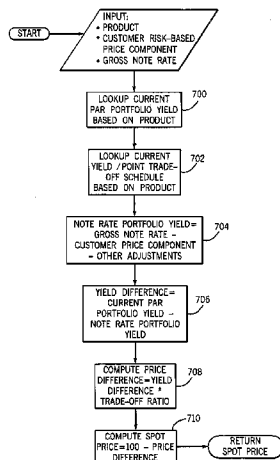 START
INPUT:
• PRODUCT
• CUSTOMER RISK-BASED
PRICE COMPONENT
• GROSS NOTE RATE
LOOKUP CURRENT
PAR PORTFOLIO YIELD
BASED ON PRODUCT
700
LOOKUP CURRENT
YIELD /POINT TRADE-
OFF SCHEDULE
BASED ON PRODUCT
702
NOTE RATE PORTFOLIO YIELD=
GROSS NOTE RATE -
CUSTOMER PRICE COMPONENT
- OTHER ADJUSTMENTS
704
YIELD DIFFERENCE=
CURRENT PAR
PORTFOLIO YIELD
- NOTE RATE PORTFOLIO
YIELD
706
COMPUTE PRICE
DIFFERENCE=YIELD
DIFFERENCE *
TRADE-OFF RATIO
708
710
COMPUTE SPOT
PRICE=100 - PRICE
DIFFERENCE
RETURN
SPOT PRICE